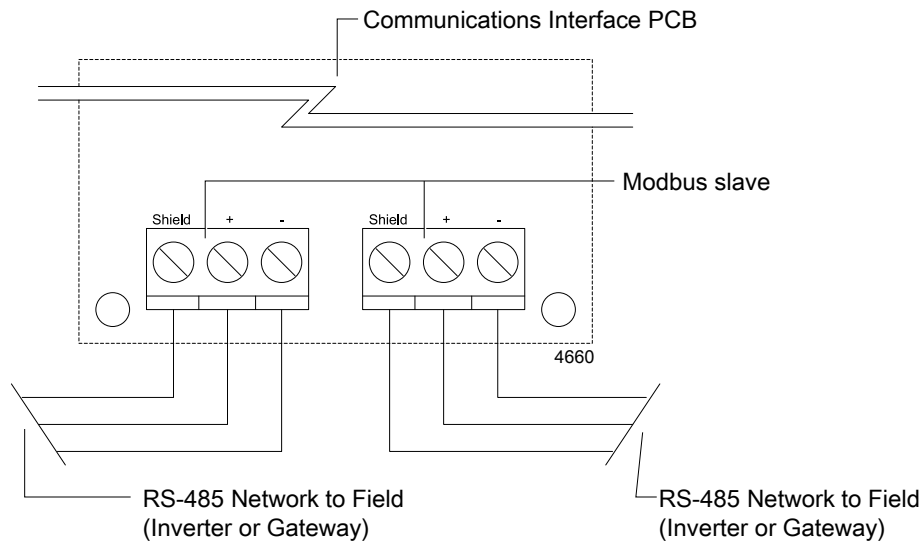 Communications Interface PCB
Modbus slave
Shield + -
Shield + -
4660
RS-485 Network to Field
(Inverter or Gateway)
RS-485 Network to Field
(Inverter or Gateway)